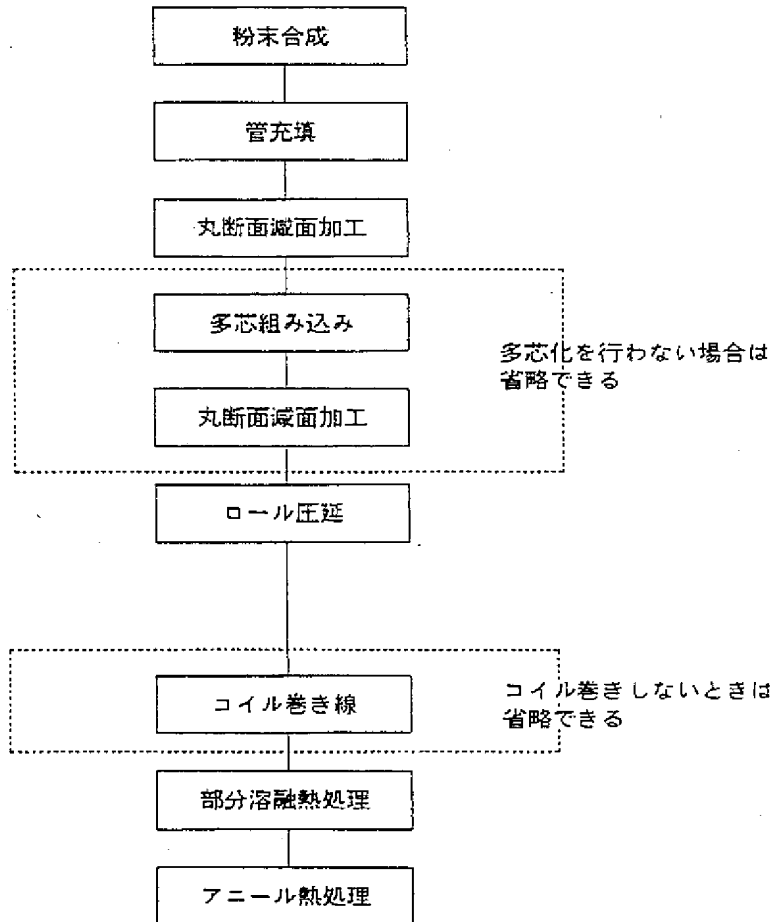 粉末合成
管充填
丸断面減面加工
多芯組み込み
多芯化を行わない場合は
省略できる
丸断面減面加工
ロール圧延
コイル巻き線
コイル巻きしないときは
省略できる
部分溶融熱処理
アニール熱処理